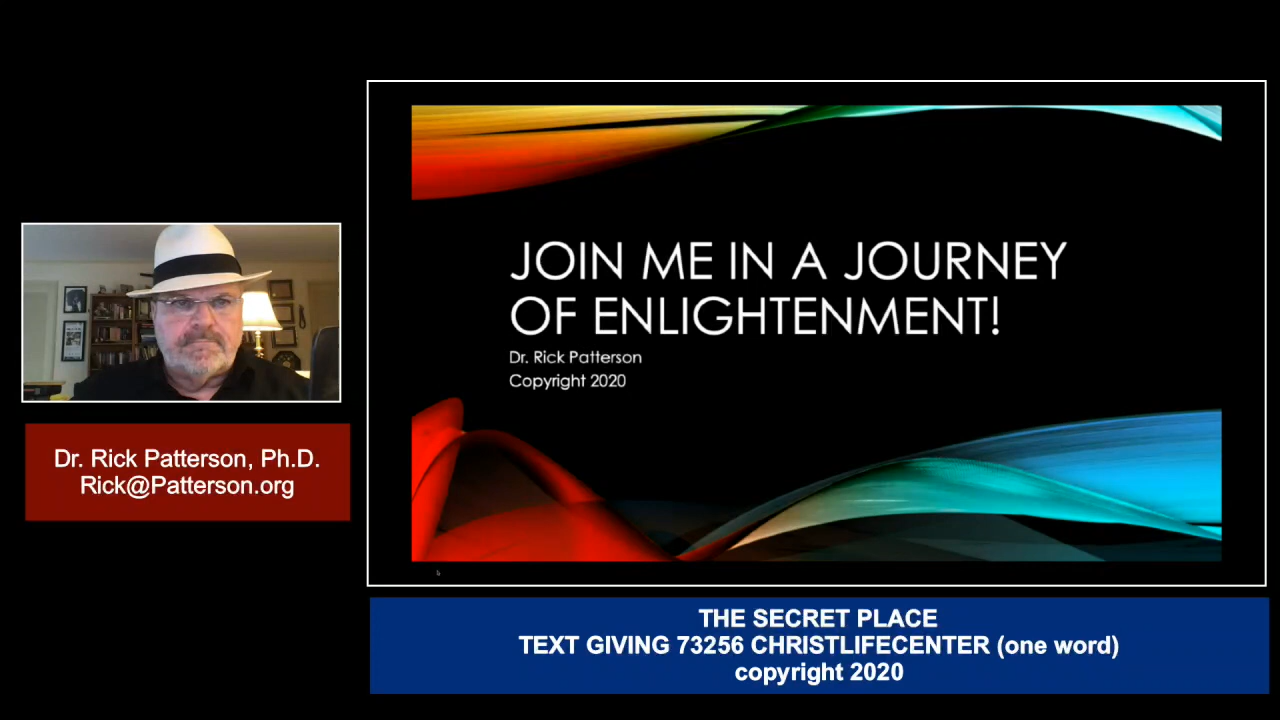 JOIN ME IN A JOURNEY
OF ENLIGHTENMENT!
Dr. Rick Patterson
Copyright 2020
Dr. Rick Patterson, Ph.D.
Rick@Patterson.org
THE SECRET PLACE
TEXT GIVING 73256 CHRISTLIFECENTER (one word)
copyright 2020